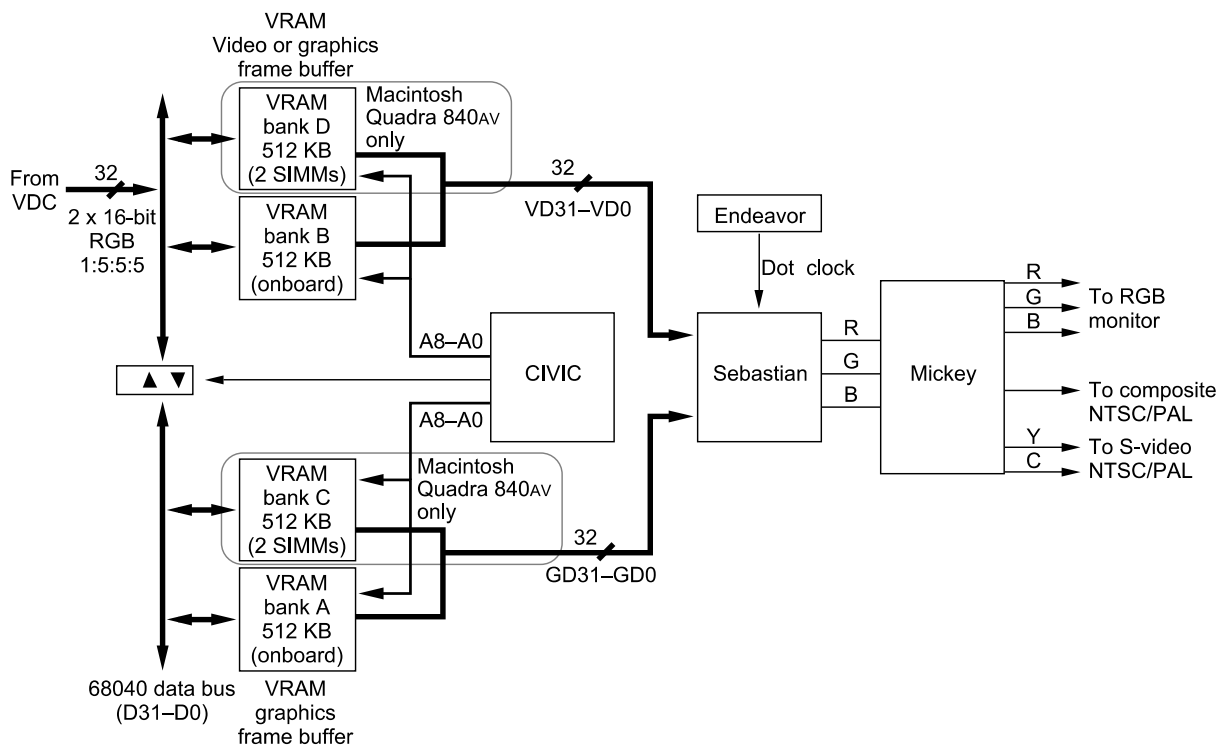 VRAM
Video or graphics
frame buffer
VRAM
bank D
512 KB
(2 SIMMs)
Macintosh
Quadra 840AV
only
From
VDC
32
2 x 16-bit
RGB
1:5:5:5
VRAM
bank B
512 KB
(onboard)
32
VD31–VD0
Endeavor
Dot clock
A8–A0
CIVIC
A8–A0
Sebastian
R
G
B
Mickey
R
G
B
To RGB
monitor
To composite
NTSC/PAL
Y
C
To S-video
NTSC/PAL
VRAM
bank C
512 KB
(2 SIMMs)
Macintosh
Quadra 840AV
only
32
GD31–GD0
VRAM
bank A
512 KB
(onboard)
68040 data bus
(D31–D0)
VRAM
graphics
frame buffer